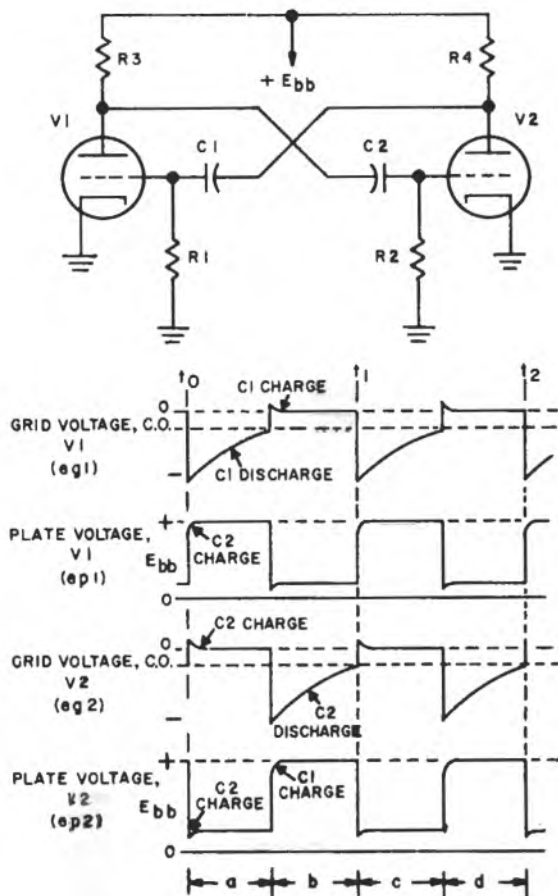 R3
R4
+ Ebb
V1
V2
C1
C2
R1
R2
t0
t1
t2
0
C1 CHARGE
GRID VOLTAGE, C.O.
V1
(eg1)
C1 DISCHARGE
–
+
PLATE VOLTAGE,
V1
(ep1)
Ebb
C2
CHARGE
0
0
C2 CHARGE
GRID VOLTAGE, C.O.
V2
(eg2)
C2
DISCHARGE
–
+
PLATE VOLTAGE,
(ep2)
Ebb
C2
CHARGE
C1
CHARGE
0
a
b
c
d